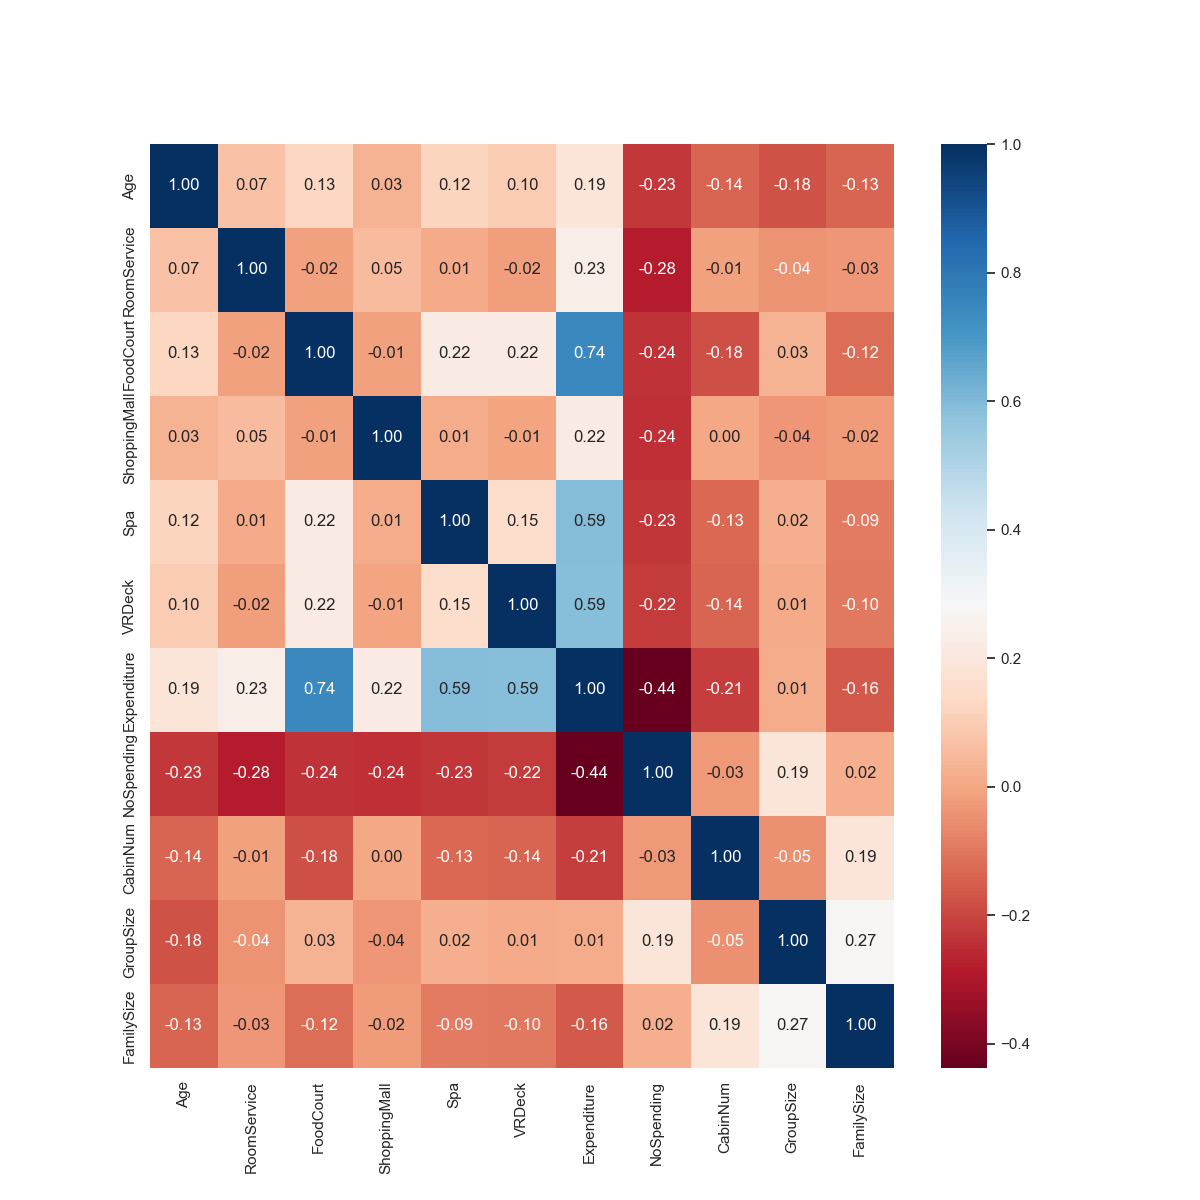 Age 1.00 0.07 0.13 0.03 0.12 0.10 0.19 -0.23 -0.14 -0.18 -0.13
RoomService 0.07 1.00 -0.02 0.05 0.01 -0.02 0.23 -0.28 -0.01 -0.04 -0.03
FoodCourt 0.13 -0.02 1.00 -0.01 0.22 0.22 0.74 -0.24 -0.18 0.03 -0.12
ShoppingMall 0.03 0.05 -0.01 1.00 0.01 -0.01 0.22 -0.24 0.00 -0.04 -0.02
Spa 0.12 0.01 0.22 0.01 1.00 0.15 0.59 -0.23 -0.13 0.02 -0.09
VRDeck 0.10 -0.02 0.22 -0.01 0.15 1.00 0.59 -0.22 -0.14 0.01 -0.10
Expenditure 0.19 0.23 0.74 0.22 0.59 0.59 1.00 -0.44 -0.21 0.01 -0.16
NoSpending -0.23 -0.28 -0.24 -0.24 -0.23 -0.22 -0.44 1.00 -0.03 0.19 0.02
CabinNum -0.14 -0.01 -0.18 0.00 -0.13 -0.14 -0.21 -0.03 1.00 -0.05 0.19
GroupSize -0.18 -0.04 0.03 -0.04 0.02 0.01 0.01 0.19 -0.05 1.00 0.27
FamilySize -0.13 -0.03 -0.12 -0.02 -0.09 -0.10 -0.16 0.02 0.19 0.27 1.00
Age RoomService FoodCourt ShoppingMall Spa VRDeck Expenditure NoSpending CabinNum GroupSize FamilySize
1.0
0.8
0.6
0.4
0.2
0.0
−0.2
−0.4